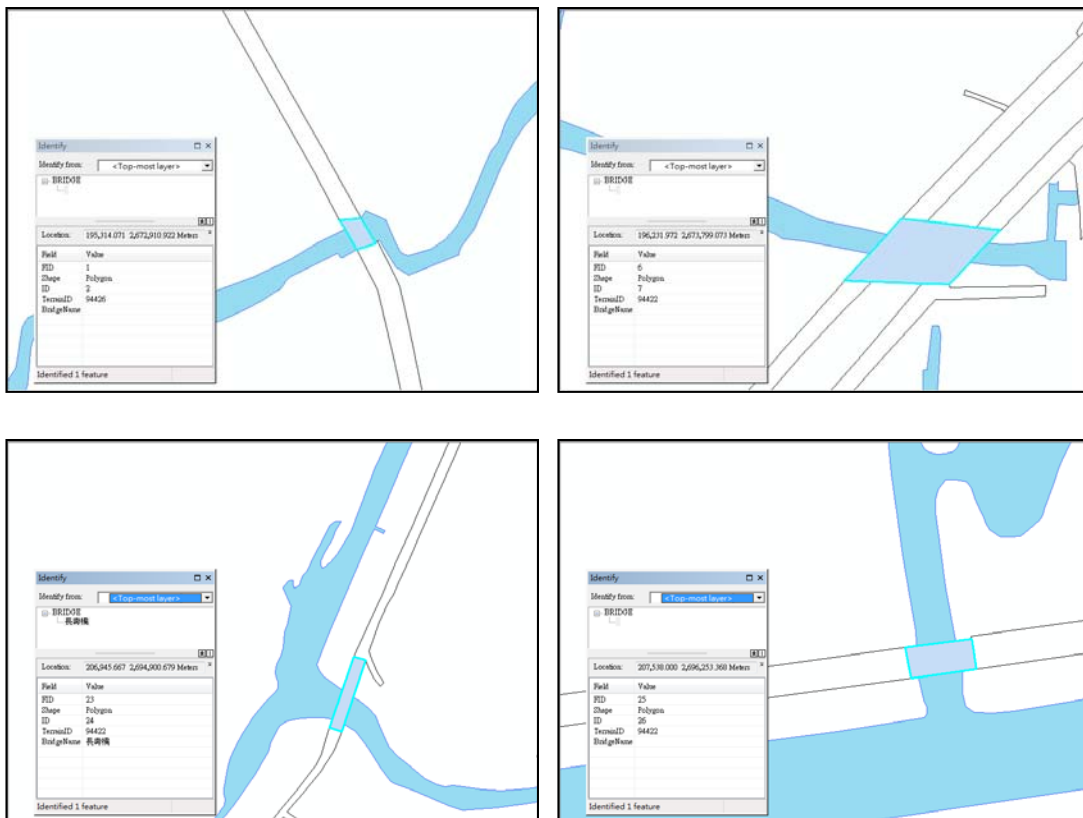 Identify
Identify from: <Top-most layer>
BRIDGE
Location: 195,314.071 2,672,910.922 Meters
Field Value
FID 1
Shape Polygon
ID 2
TerrainID 94426
BridgeName
Identified 1 feature
Identify
Identify from: <Top-most layer>
BRIDGE
Location: 196,231.972 2,673,799.073 Meters
Field Value
FID 6
Shape Polygon
ID 7
TerrainID 94422
BridgeName
Identified 1 feature
Identify
Identify from: <Top-most layer>
BRIDGE
長壽橋
Location: 206,945.667 2,694,900.679 Meters
Field Value
FID 23
Shape Polygon
ID 24
TerrainID 94422
BridgeName 長壽橋
Identified 1 feature
Identify
Identify from: <Top-most layer>
BRIDGE
Location: 207,538.000 2,696,253.368 Meters
Field Value
FID 25
Shape Polygon
ID 26
TerrainID 94422
BridgeName
Identified 1 feature